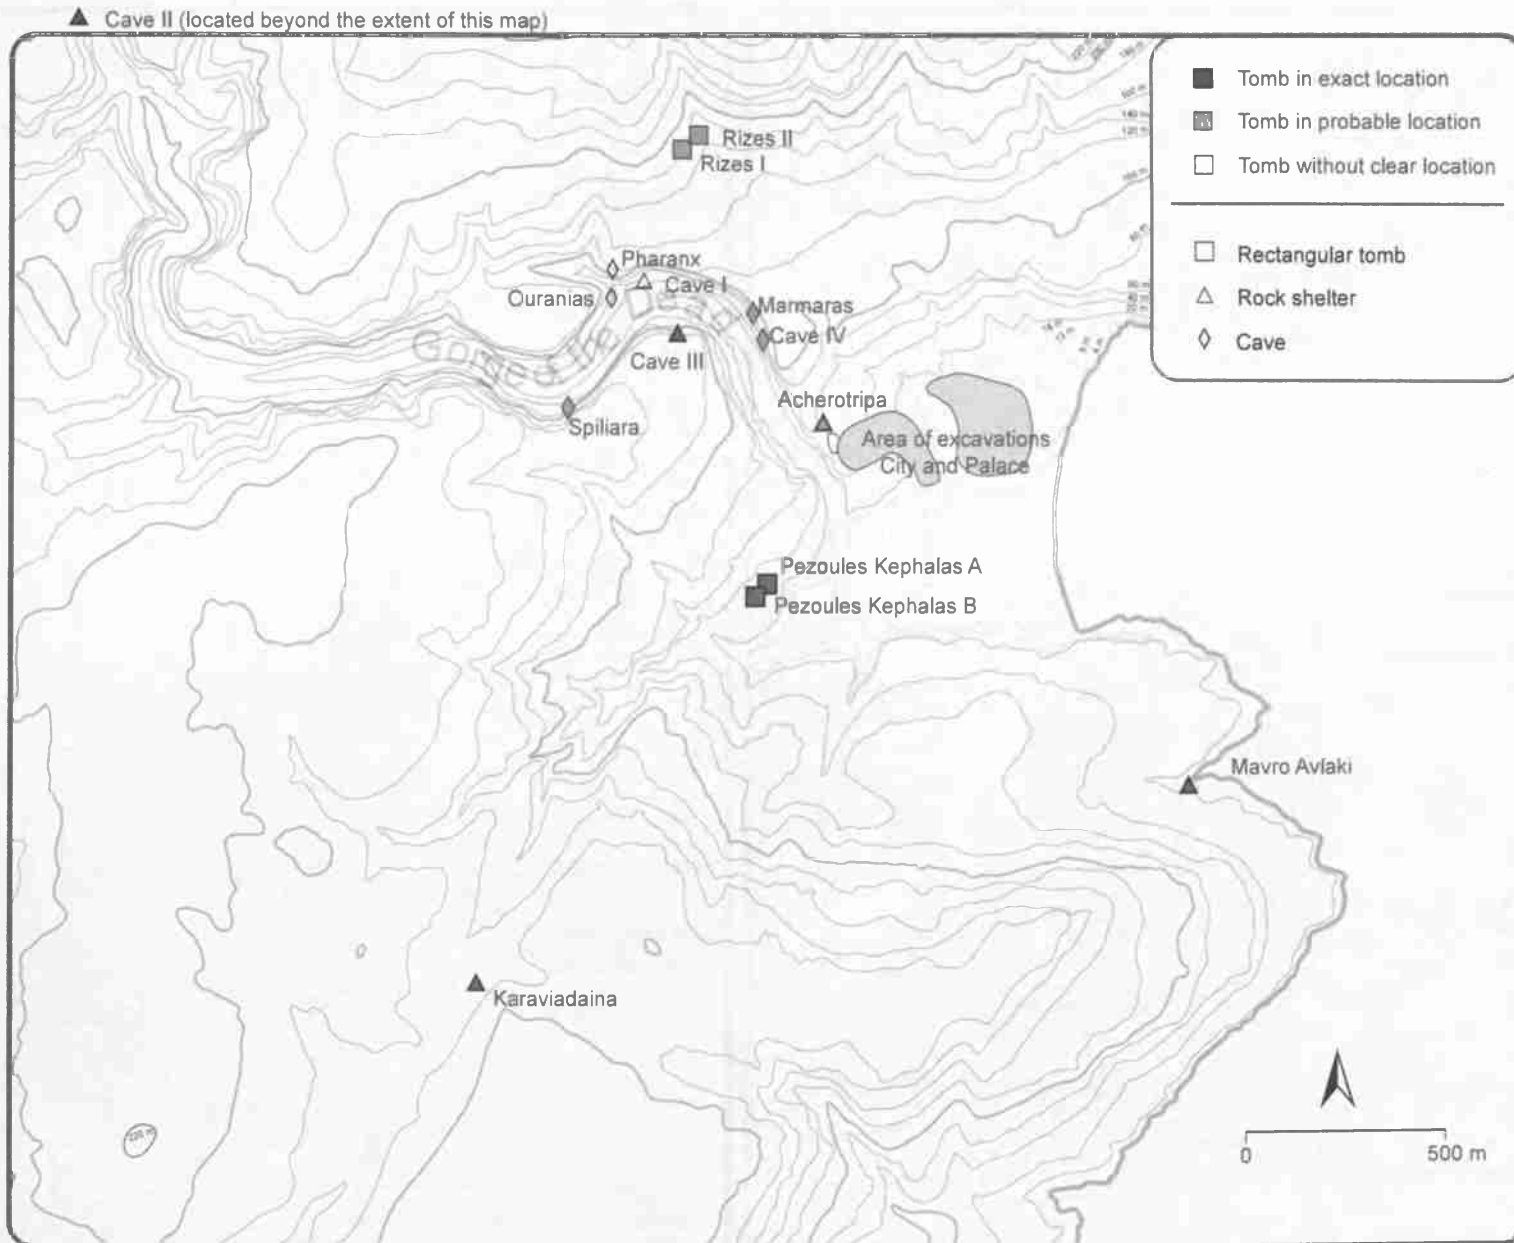 Cave II (located beyond the extent of this map)
Tomb in exact location
Tomb in probable location
Tomb without clear location
Rectangular tomb
Rock shelter
Cave
Rizes II
Rizes I
Pharanx
Cave I
Ouranias
Marmaras
Cave IV
Cave III
Spiliara
Acherotripa
Area of excavations
City and Palace
Pezoules Kephalas A
Pezoules Kephalas B
Mavro Avlaki
Karaviadaina
220 m
0
500 m